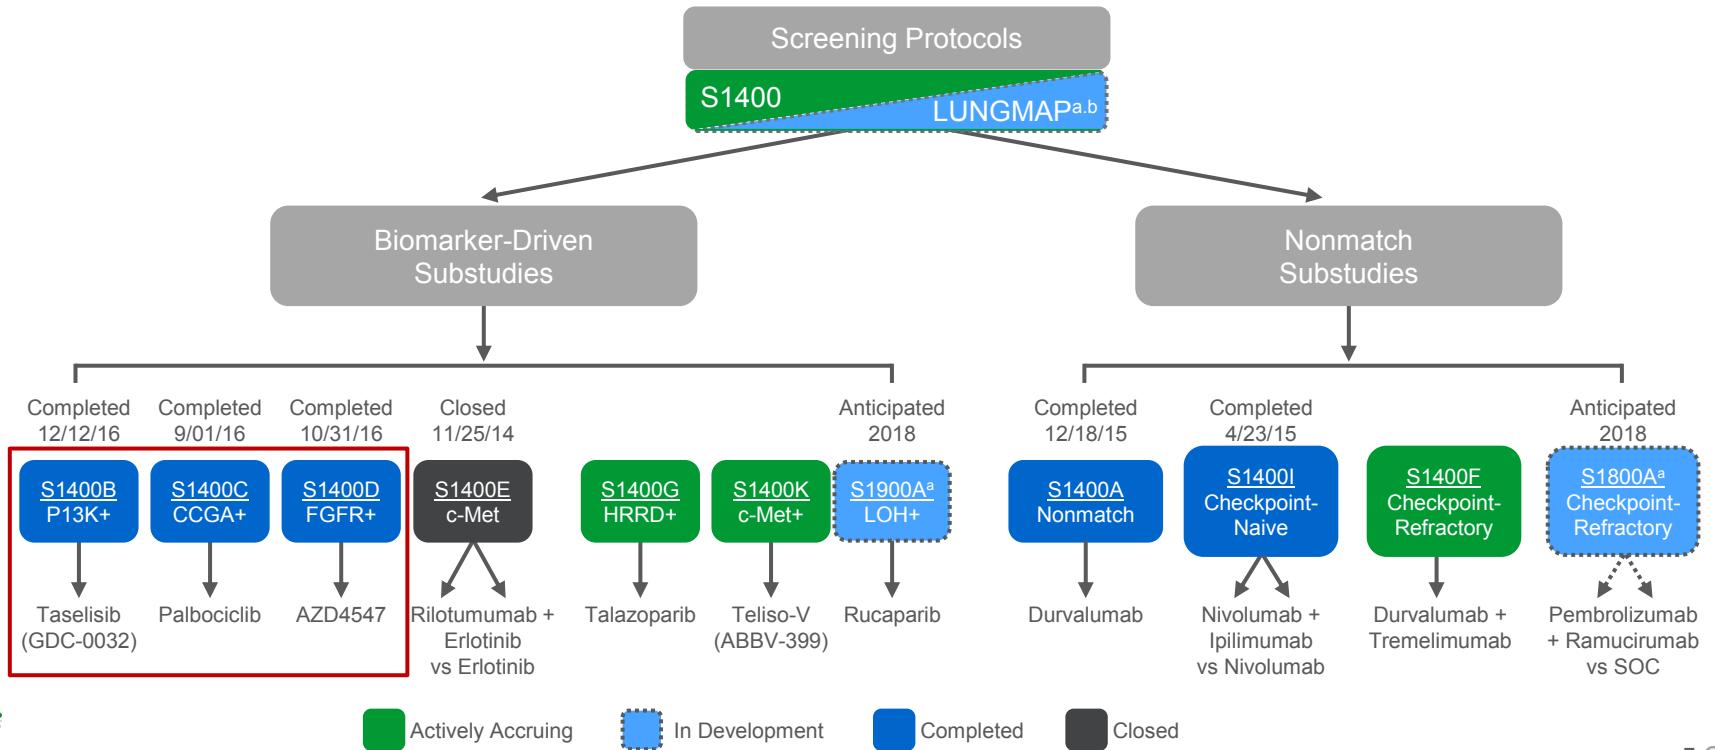 Screening Protocols
S1400
LUNGMAPa.b
Biomarker-Driven
Substudies
Nonmatch
Substudies
Completed
12/12/16
Completed
9/01/16
Completed
10/31/16
Closed
11/25/14
Anticipated
2018
Completed
12/18/15
Completed
4/23/15
Anticipated
2018
S1400B
P13K+
S1400C
CCGA+
S1400D
FGFR+
S1400E
c-Met
S1400G
HRRD+
S1400K
c-Met+
S1900Aa
LOH+
S1400A
Nonmatch
S1400I
Checkpoint-
Naive
S1400F
Checkpoint-
Refractory
S1800Aa
Checkpoint-
Refractory
Taselisib
(GDC-0032)
Palbociclib
AZD4547
Rilotumumab +
Erlotinib
vs Erlotinib
Talazoparib
Teliso-V
(ABBV-399)
Rucaparib
Durvalumab
Nivolumab +
Ipilimumab
vs Nivolumab
Durvalumab +
Tremelimumab
Pembrolizumab
+ Ramucirumab
vs SOC
Actively Accruing
In Development
Completed
Closed